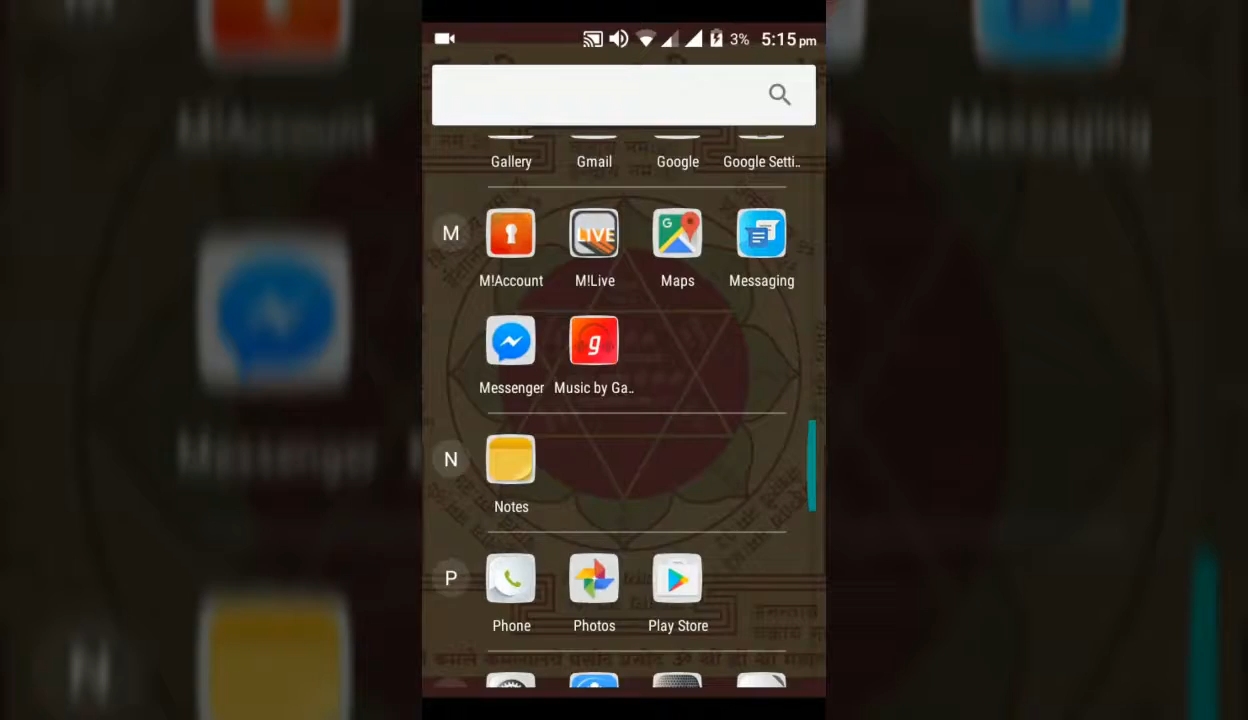 3% 5:15 pm
Gallery Gmail Google Google Setti..
M LIVE G
M!Account M!Live Maps Messaging
g
Messenger Music by Ga..
N
Notes
P
Phone Photos Play Store